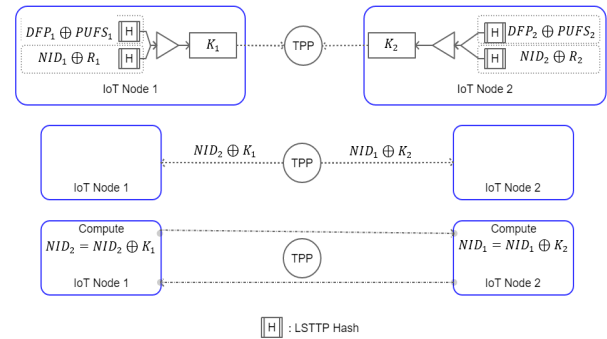 DFP₁ ⊕ PUFS₁ H
NID₁ ⊕ R₁ H
K₁
IoT Node 1
TPP
K₂
H DFP₂ ⊕ PUFS₂
H NID₂ ⊕ R₂
IoT Node 2
IoT Node 1
NID₂ ⊕ K₁
TPP
NID₁ ⊕ K₂
IoT Node 2
Compute
NID₂ = NID₂ ⊕ K₁
IoT Node 1
TPP
Compute
NID₁ = NID₁ ⊕ K₂
IoT Node 2
H : LSTTP Hash